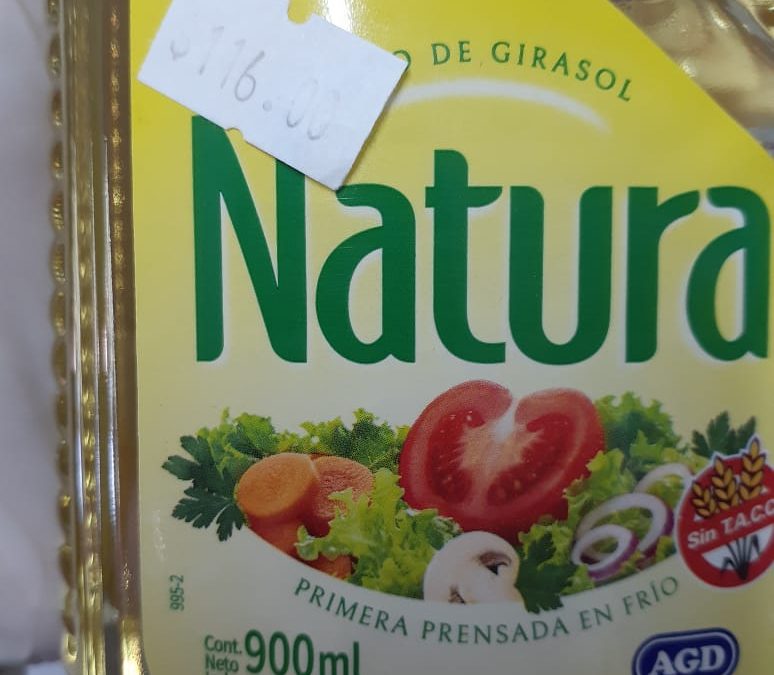 $116.00
DE GIRASOL
Natura
Sin T.A.C.C.
PRIMERA PRENSADA EN FRÍO
995-2
Cont.
Neto
900ml
AGD